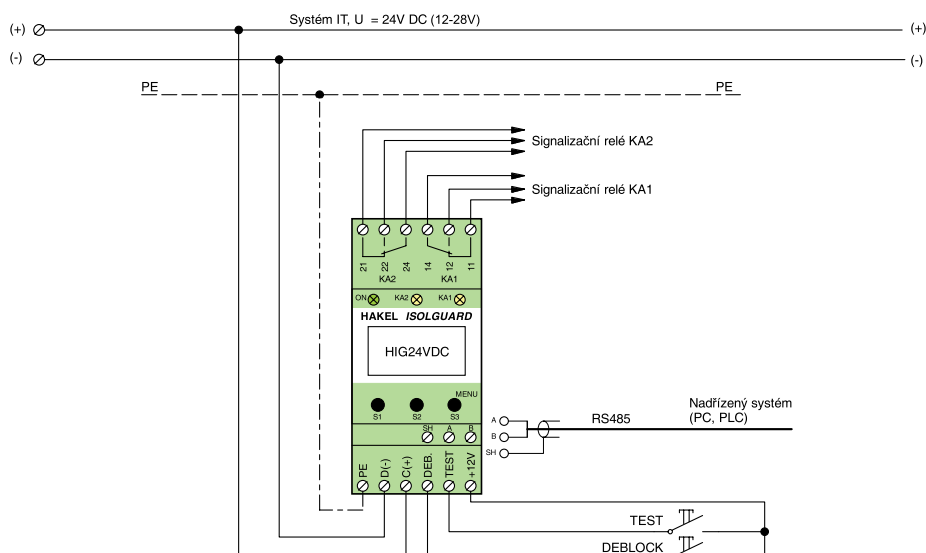 Systém IT, U = 24V DC (12-28V)
(+) (+)
(-) (-)
PE PE
Signalizační relé KA2
Signalizační relé KA1
21 22 24 14 12 11
KA2 KA1
ON KA2 KA1
HAKEL ISOLGUARD
HIG24VDC
MENU
S1 S2 S3
SH A B
PE D(-) C(+) DEB. TEST +12V
A
B
SH
RS485
Nadřízený systém
(PC, PLC)
TEST
DEBLOCK